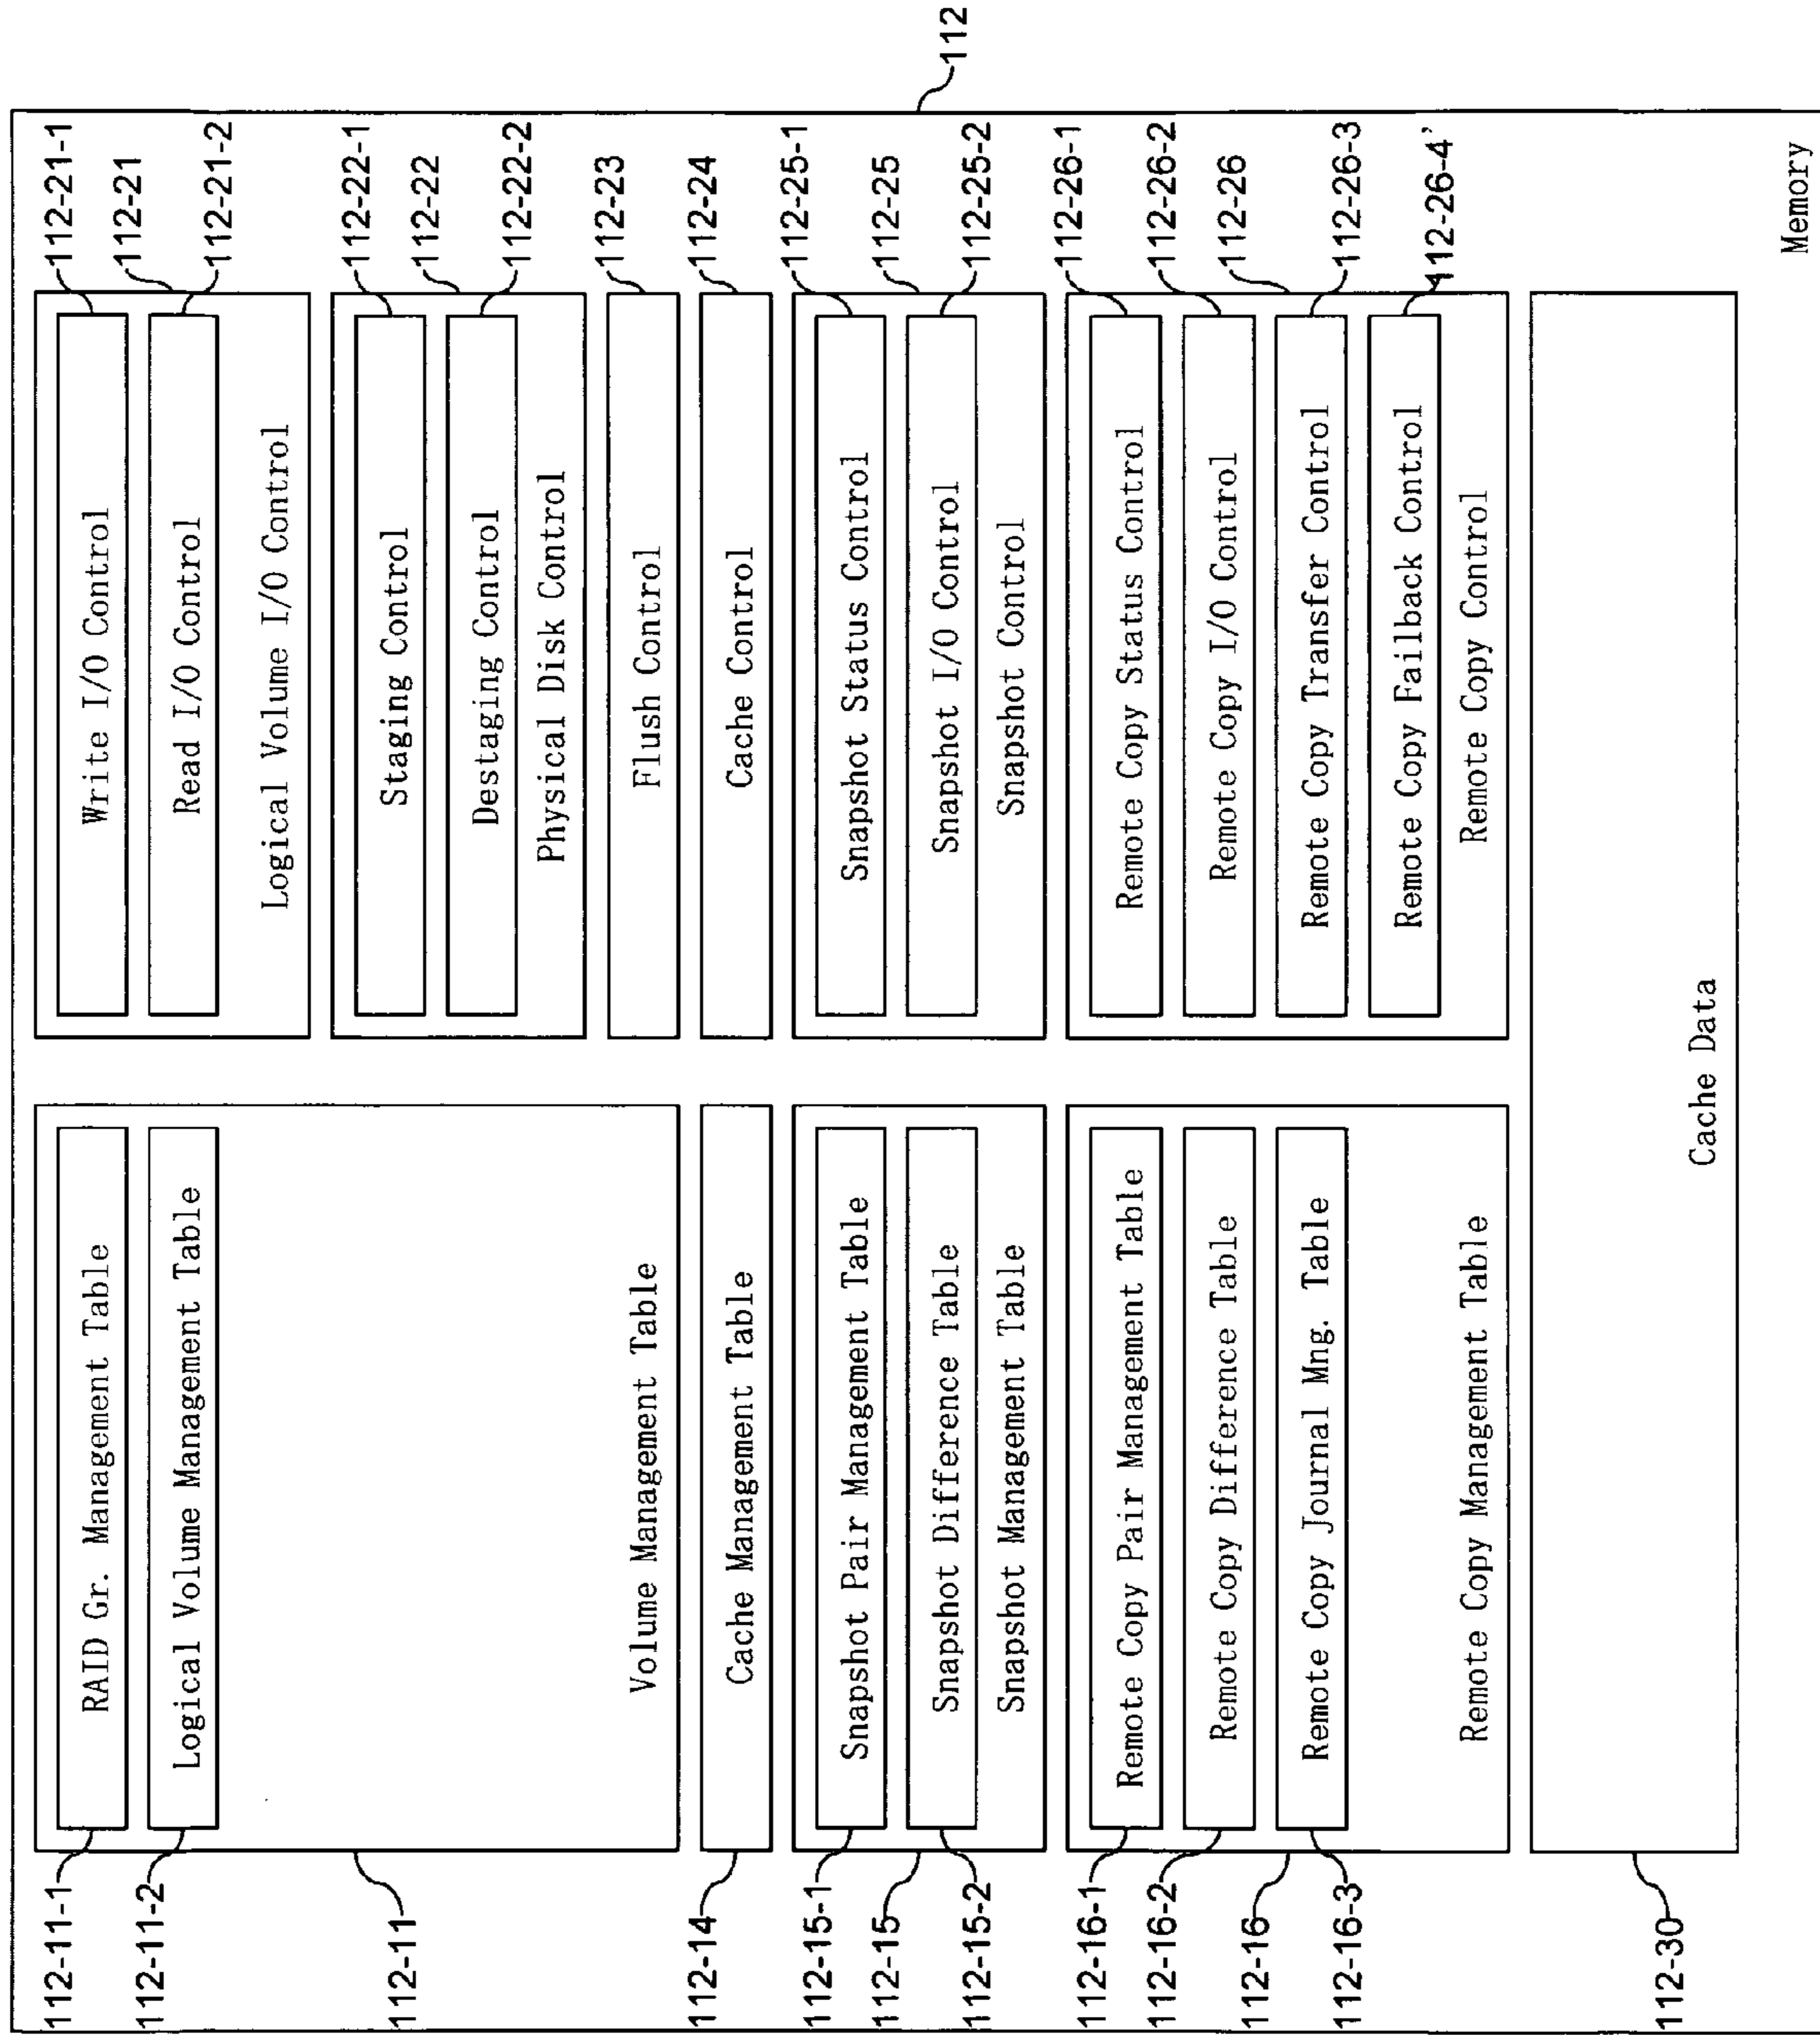 112-11-1
RAID Gr. Management Table
112-11-2
Logical Volume Management Table
112-11
Volume Management Table
112-14
Cache Management Table
112-15-1
Snapshot Pair Management Table
112-15
Snapshot Difference Table
112-15-2
Snapshot Management Table
112-16-1
Remote Copy Pair Management Table
112-16-2
Remote Copy Difference Table
112-16
112-16-3
Remote Copy Journal Mng. Table
Remote Copy Management Table
112-30
Cache Data
Write I/O Control
112-21-1
112-21
Read I/O Control
112-21-2
Logical Volume I/O Control
Staging Control
112-22-1
112-22
Destaging Control
112-22-2
Physical Disk Control
Flush Control
112-23
Cache Control
112-24
Snapshot Status Control
112-25-1
112-25
Snapshot I/O Control
112-25-2
Snapshot Control
Remote Copy Status Control
112-26-1
Remote Copy I/O Control
112-26-2
112-26
Remote Copy Transfer Control
112-26-3
Remote Copy Failback Control
112-26-4'
Remote Copy Control
112
Memory